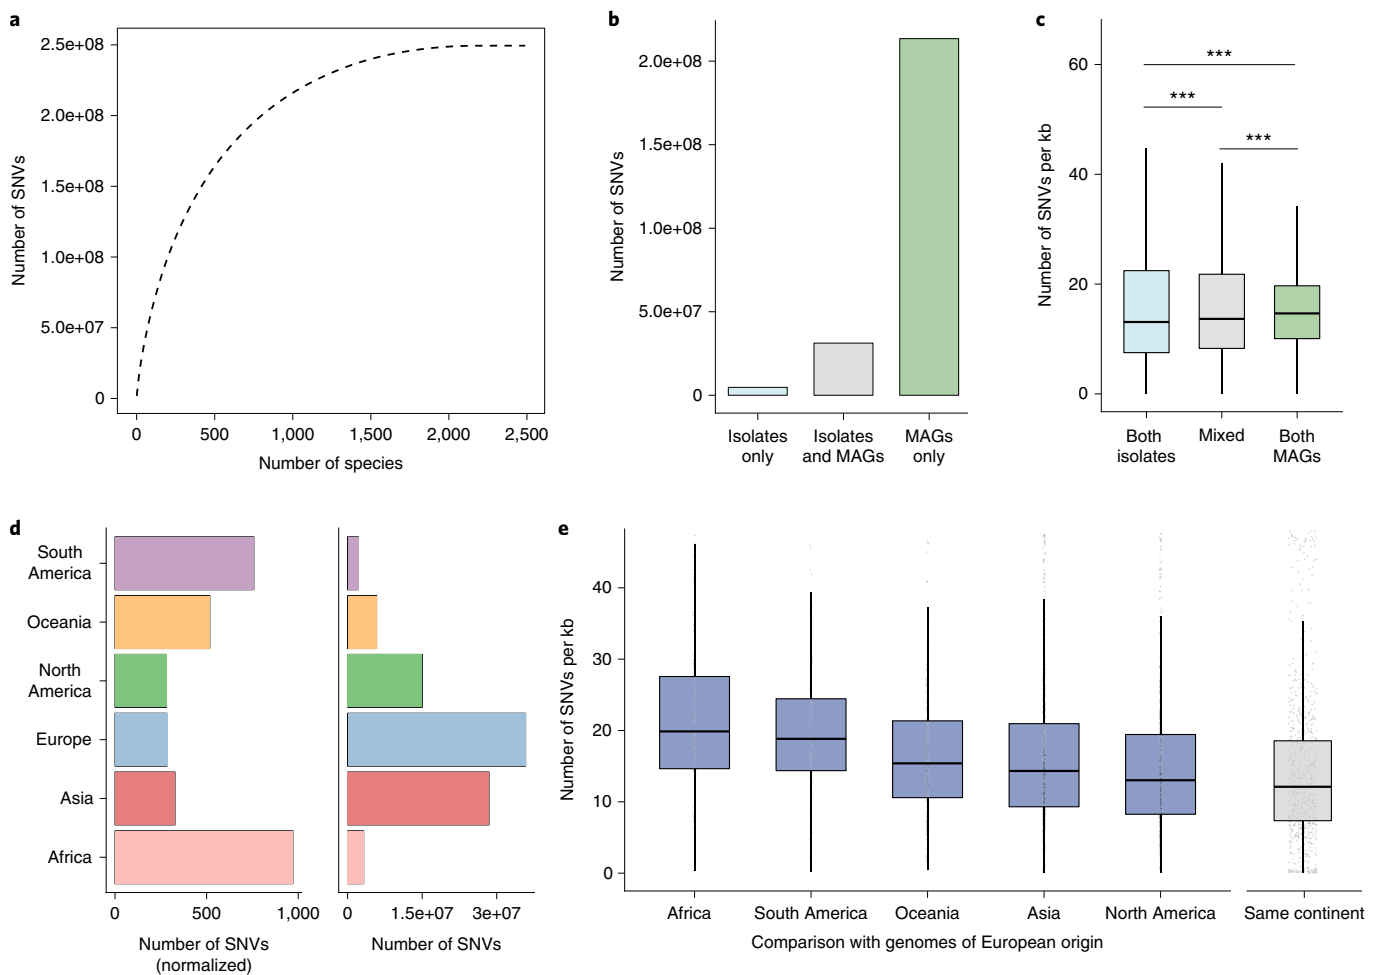 a
2.5e+08
2.0e+08
1.5e+08
1.0e+08
5.0e+07
0
Number of SNVs
0 500 1,000 1,500 2,000 2,500
Number of species
b
2.0e+08
1.5e+08
1.0e+08
5.0e+07
0
Number of SNVs
Isolates only
Isolates and MAGs
MAGs only
c
60
40
20
0
Number of SNVs per kb
***
***
***
Both isolates
Mixed
Both MAGs
d
South America
Oceania
North America
Europe
Asia
Africa
0 500 1,000
Number of SNVs
(normalized)
0 1.5e+07 3e+07
Number of SNVs
e
40
30
20
10
0
Number of SNVs per kb
Africa South America Oceania Asia North America Same continent
Comparison with genomes of European origin